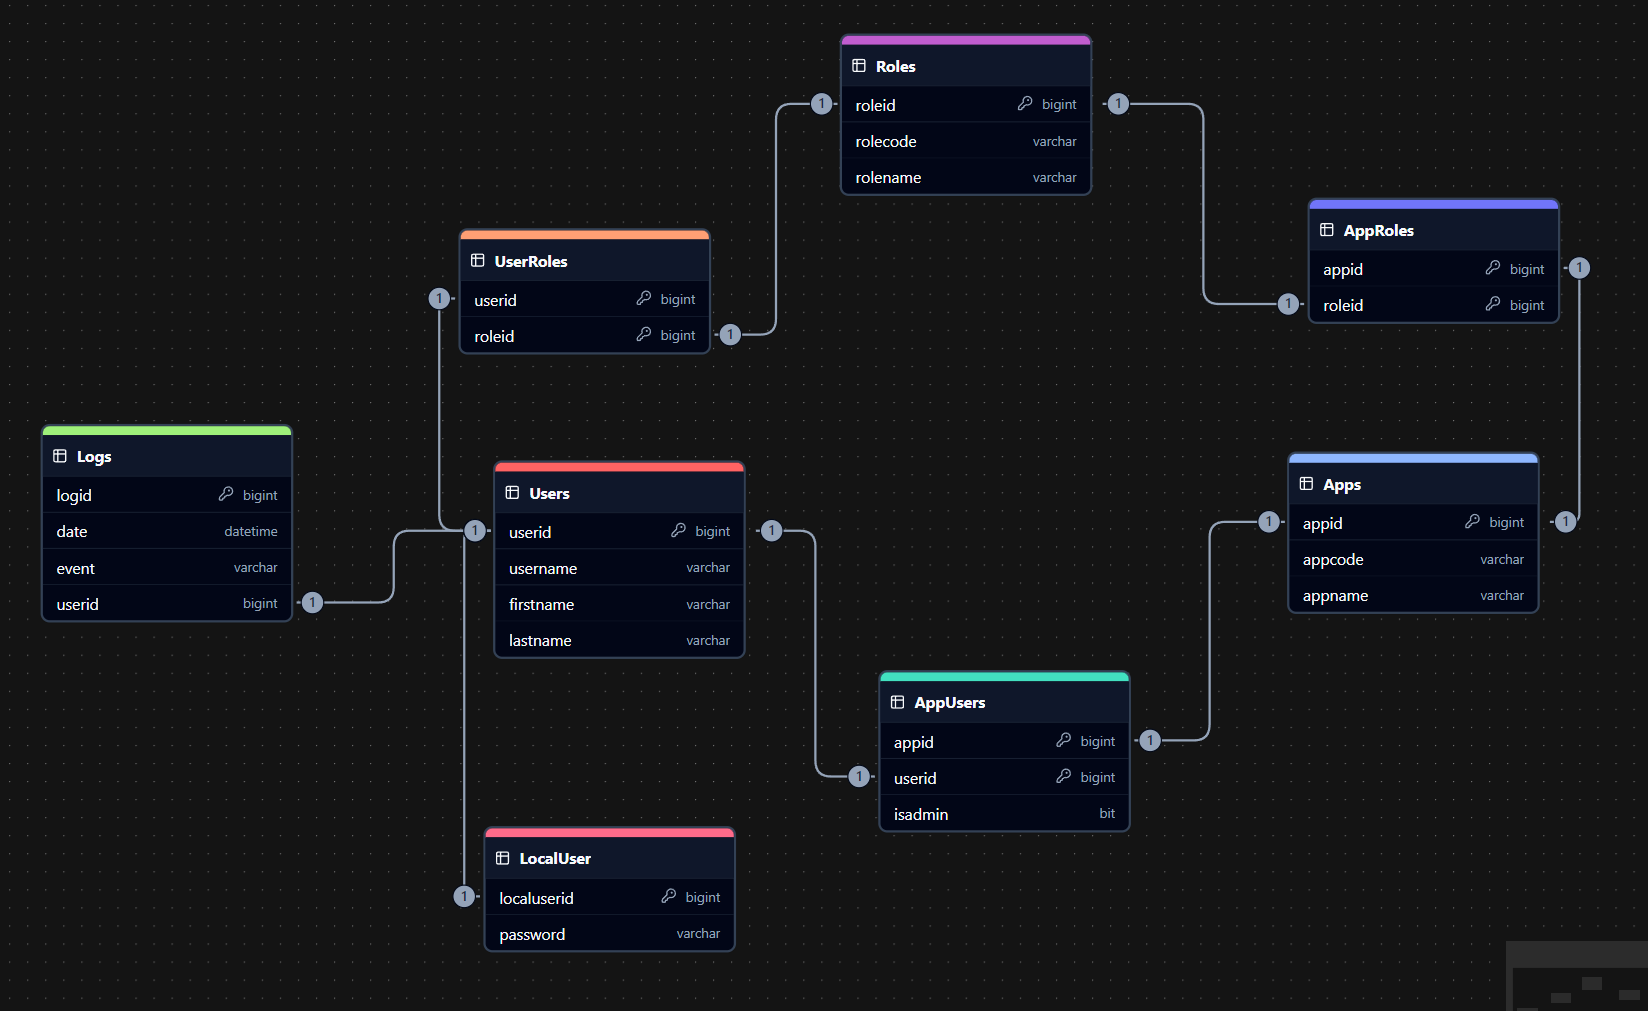 Roles
1 roleid bigint 1
rolecode varchar
rolename varchar
AppRoles
appid bigint 1
1 roleid bigint
UserRoles
1 userid bigint
roleid bigint 1
Logs
logid bigint
date datetime
event varchar
userid bigint 1
Users
1 userid bigint 1
username varchar
firstname varchar
lastname varchar
Apps
1 appid bigint 1
appcode varchar
appname varchar
AppUsers
appid bigint 1
1 userid bigint
isadmin bit
LocalUser
1 localuserid bigint
password varchar